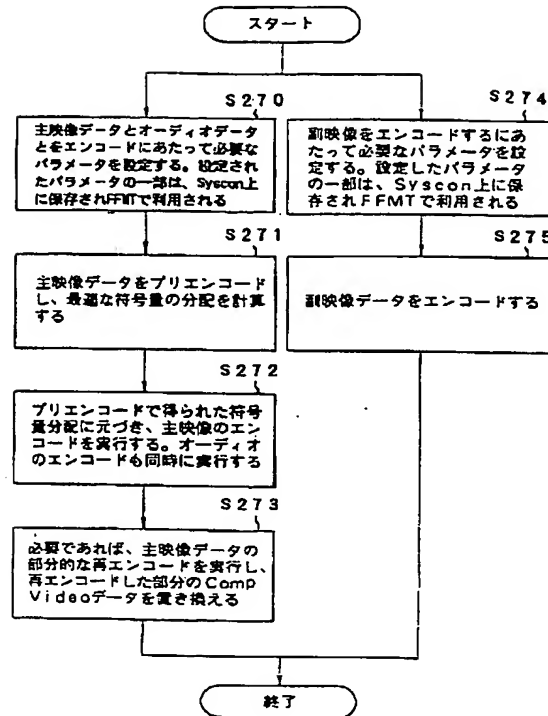 スタート
S270
主映像データとオーディオデータ
とをエンコードにあたって必要な
パラメータを設定する。設定され
たパラメータの一部は、Syscon上
に保存されFFMTで利用される
S271
主映像データをプリエンコード
し、最適な符号量の分配を計算
する
S272
プリエンコードで得られた符号
量分配に元づき、主映像のエン
コードを実行する。オーディオ
のエンコードも同時に実行する
S273
必要であれば、主映像データの
部分的な再エンコードを実行し、
再エンコードした部分のComp
Videoデータを置き換える
S274
副映像をエンコードするにあ
たって必要なパラメータを設
定する。設定したパラメータ
の一部は、Syscon上に保
存されFFMTで利用される
S275
副映像データをエンコードする
終了